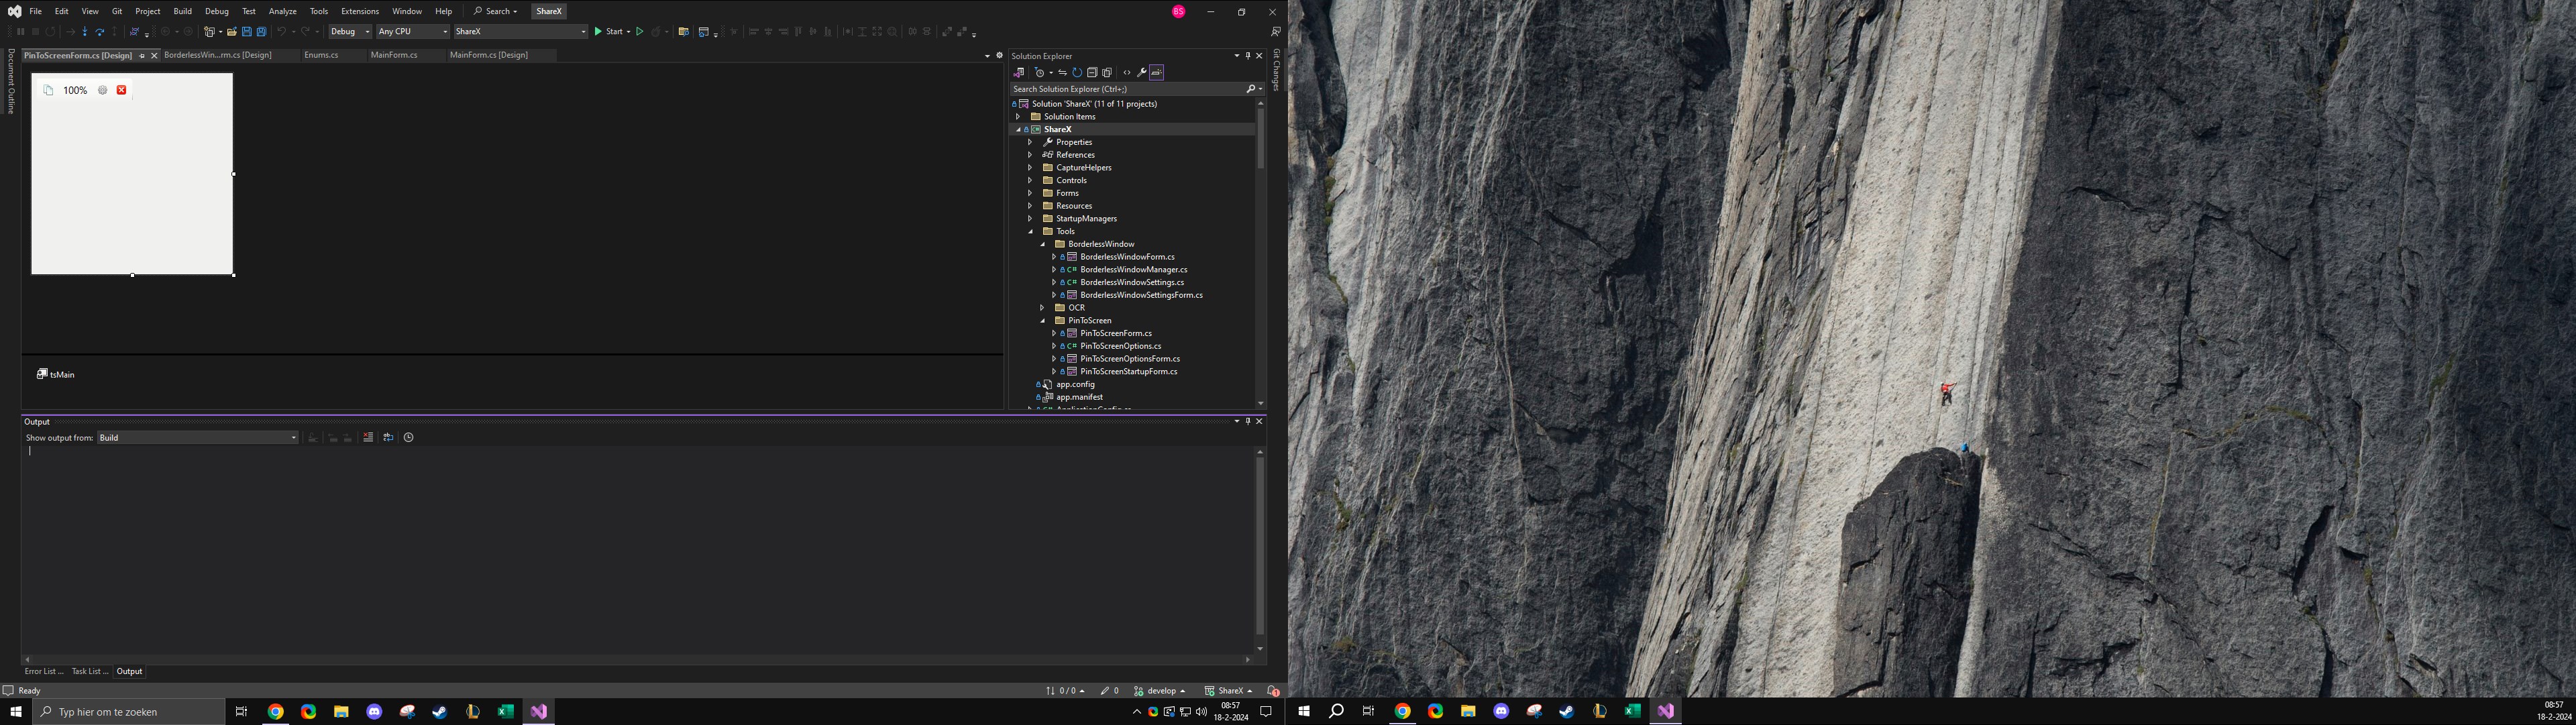 File Edit View Git Project Build Debug Test Analyze Tools Extensions Window Help Search ShareX BS
Debug Any CPU ShareX Start
Document Outline
PinToScreenForm.cs [Design] BorderlessWin...rm.cs [Design] Enums.cs MainForm.cs MainForm.cs [Design]
100%
tsMain
Solution Explorer
Search Solution Explorer (Ctrl+;)
Solution 'ShareX' (11 of 11 projects)
Solution Items
ShareX
Properties
References
CaptureHelpers
Controls
Forms
Resources
StartupManagers
Tools
BorderlessWindow
BorderlessWindowForm.cs
BorderlessWindowManager.cs
BorderlessWindowSettings.cs
BorderlessWindowSettingsForm.cs
OCR
PinToScreen
PinToScreenForm.cs
PinToScreenOptions.cs
PinToScreenOptionsForm.cs
PinToScreenStartupForm.cs
app.config
app.manifest
Git Changes
Output
Show output from: Build
Error List ... Task List ... Output
Ready 0 / 0 0 develop ShareX 1
Typ hier om te zoeken
08:57
18-2-2024
08:57
18-2-2024